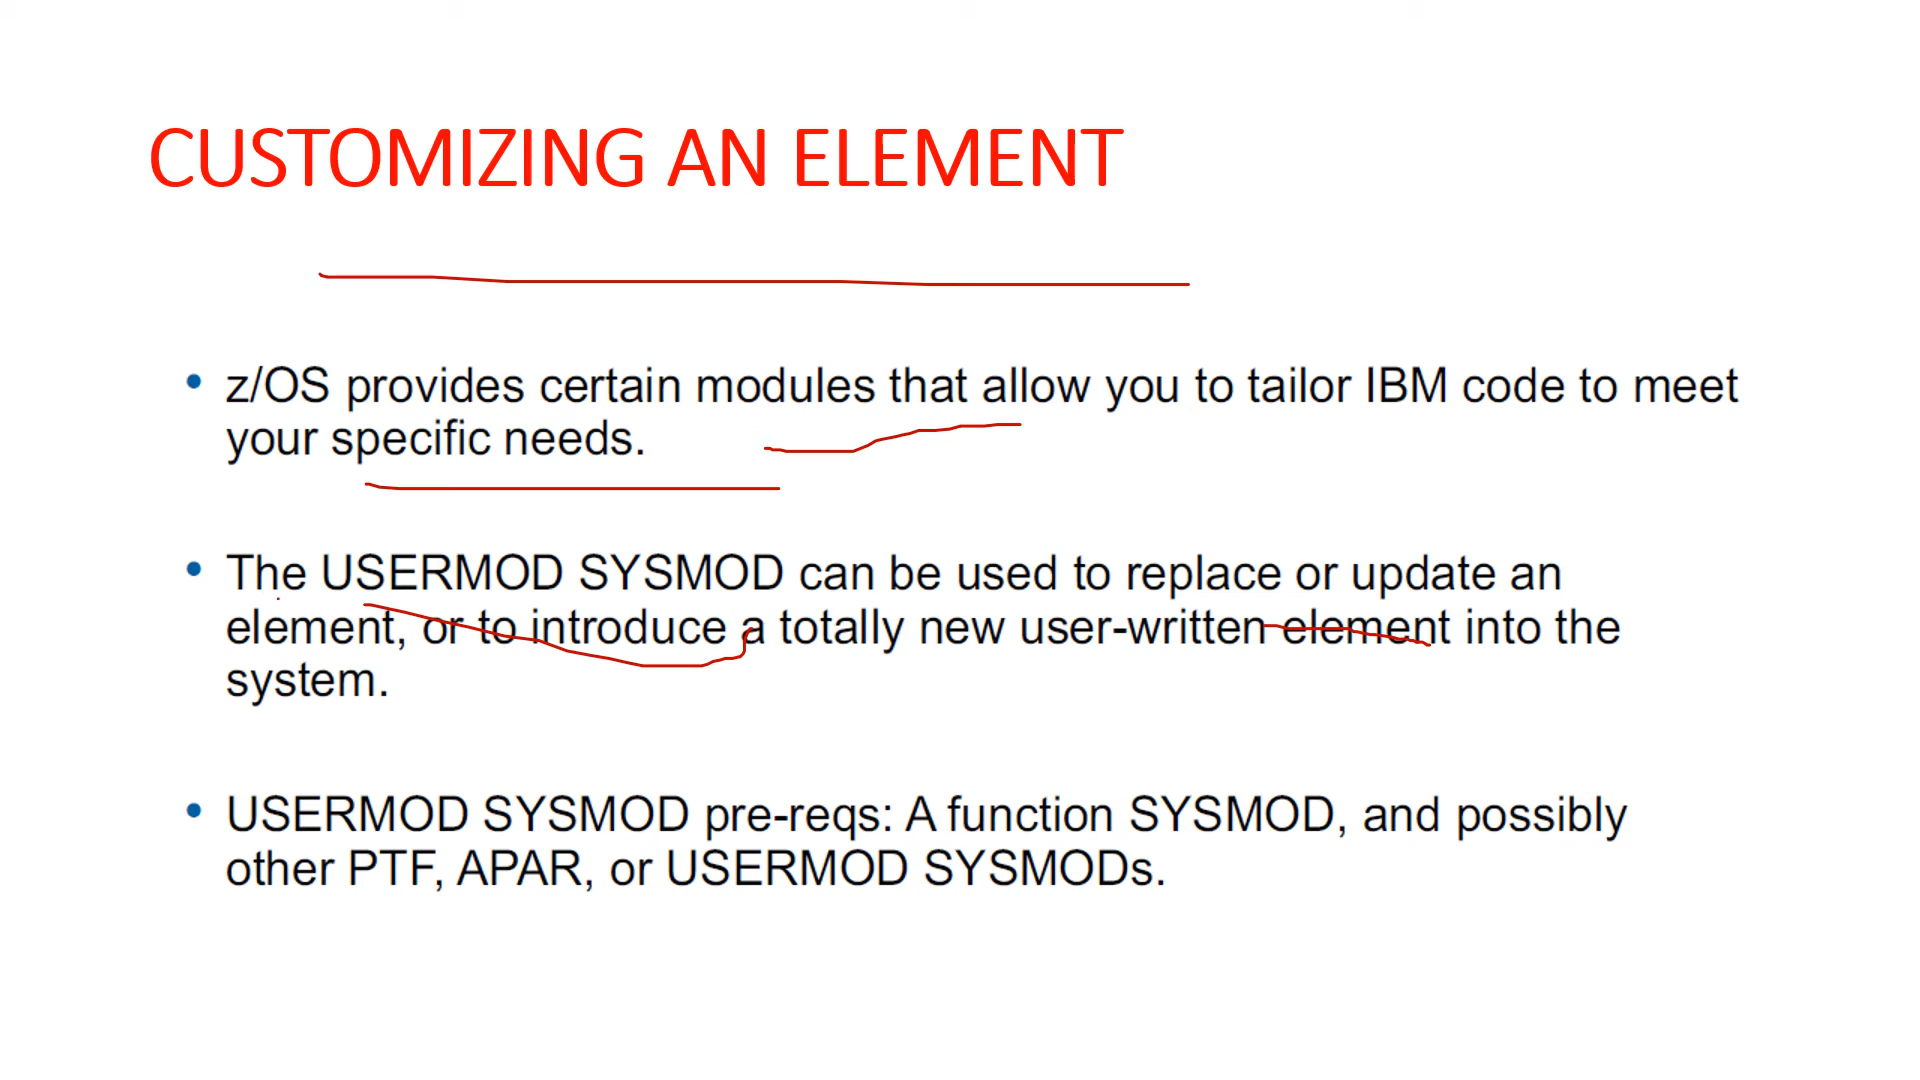 CUSTOMIZING AN ELEMENT
• z/OS provides certain modules that allow you to tailor IBM code to meet
your specific needs.
• The USERMOD SYSMOD can be used to replace or update an
element, or to introduce a totally new user-written element into the
system.
• USERMOD SYSMOD pre-reqs: A function SYSMOD, and possibly
other PTF, APAR, or USERMOD SYSMODs.